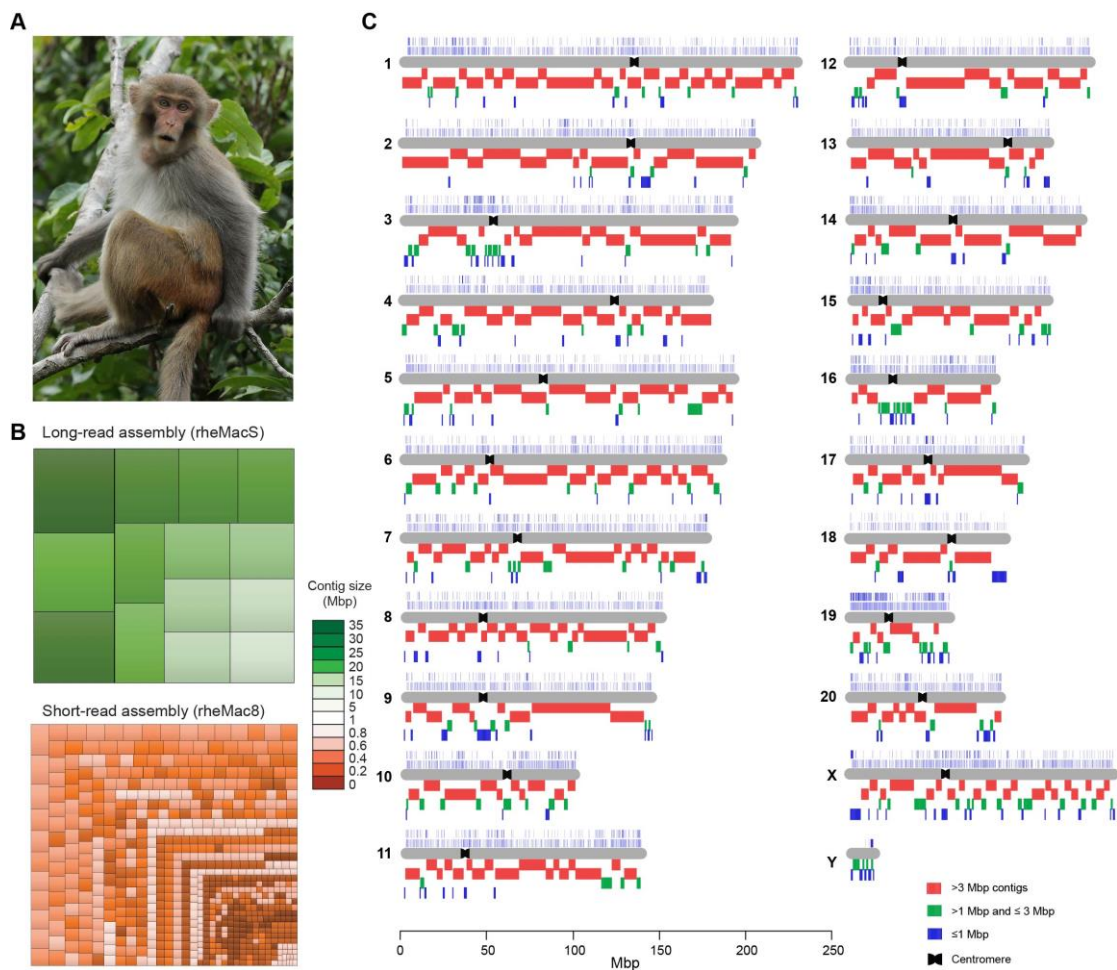 A
B
Long-read assembly (rheMacS)
Short-read assembly (rheMac8)
Contig size
(Mbp)
35
30
25
20
15
10
5
1
0.8
0.6
0.4
0.2
0
C
1
2
3
4
5
6
7
8
9
10
11
12
13
14
15
16
17
18
19
20
X
Y
>3 Mbp contigs
>1 Mbp and ≤ 3 Mbp
≤1 Mbp
Centromere
0 50 100 150 200 250
Mbp